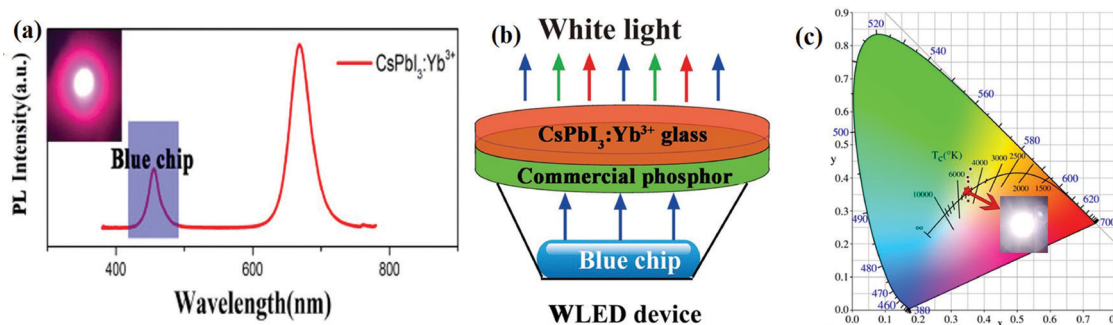 (a)
CsPbI₃:Yb³⁺
Blue chip
PL Intensity(a.u.)
400
600
800
Wavelength(nm)
(b)
White light
CsPbI₃:Yb³⁺ glass
Commercial phosphor
Blue chip
WLED device
(c)
0.9
0.8
0.7
0.6
0.5
y
0.4
0.3
0.2
0.1
0.0
520
540
560
580
600
620
700
500
490
480
470
460
380
T_C(°K)
∞
10000
6000
4000
3000
2500
2000
1500
0.0
0.1
0.2
0.3
0.4
0.5
0.6
0.7
x